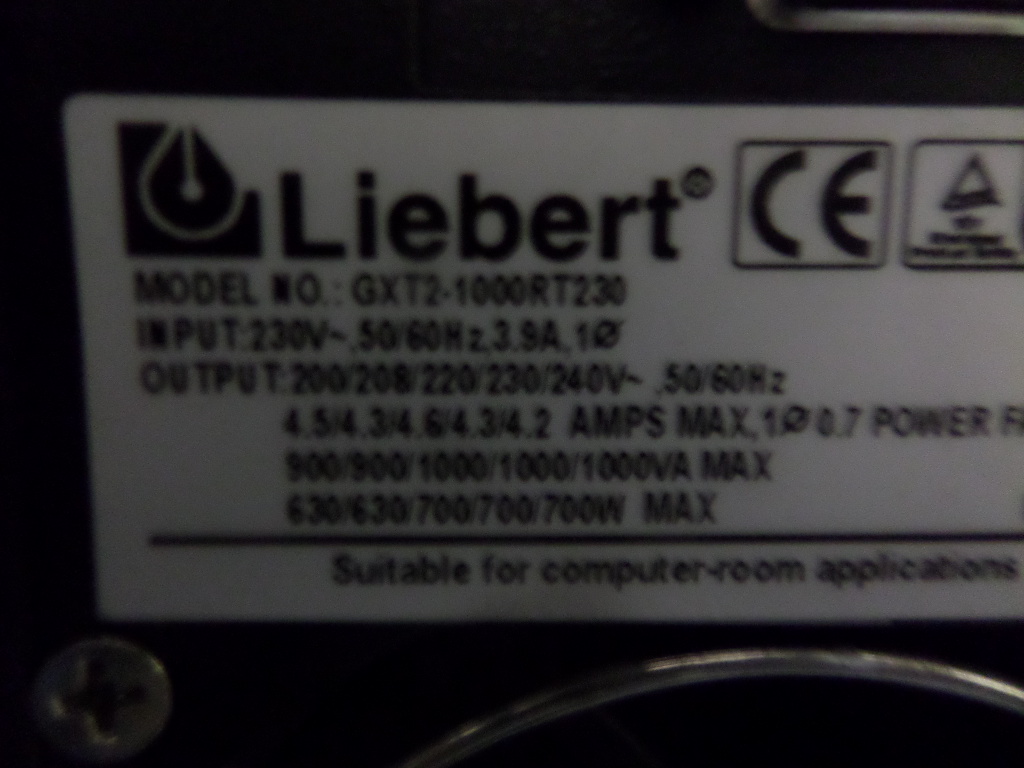 Liebert®
CE
MODEL NO.: GXT2-1000RT230
INPUT:230V~,50/60Hz,3.9A,1Ø
OUTPUT:200/208/220/230/240V~ ,50/60Hz
4.5/4.3/4.6/4.3/4.2 AMPS MAX,1Ø 0.7 POWER
900/900/1000/1000/1000VA MAX
630/630/700/700/700W MAX
Suitable for computer-room applications